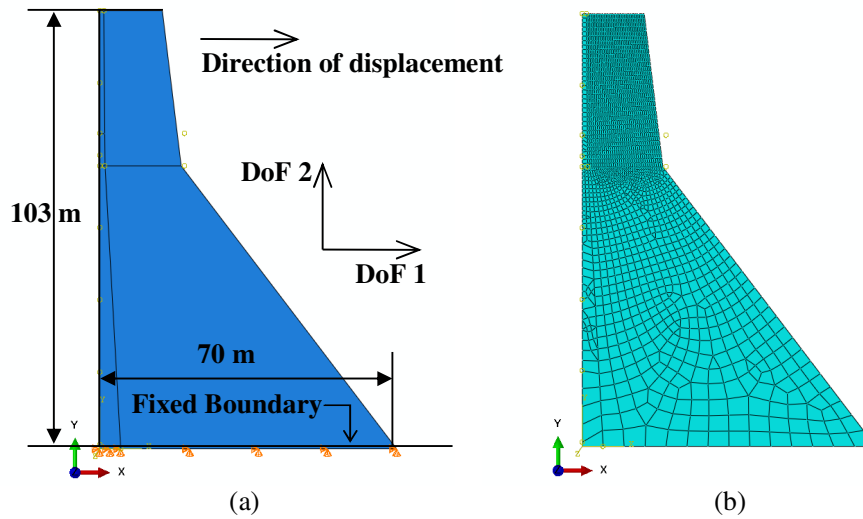 Direction of displacement
DoF 2
103 m
DoF 1
70 m
Fixed Boundary
Y
Y
X
X
Y
X
Z
(a)
(b)